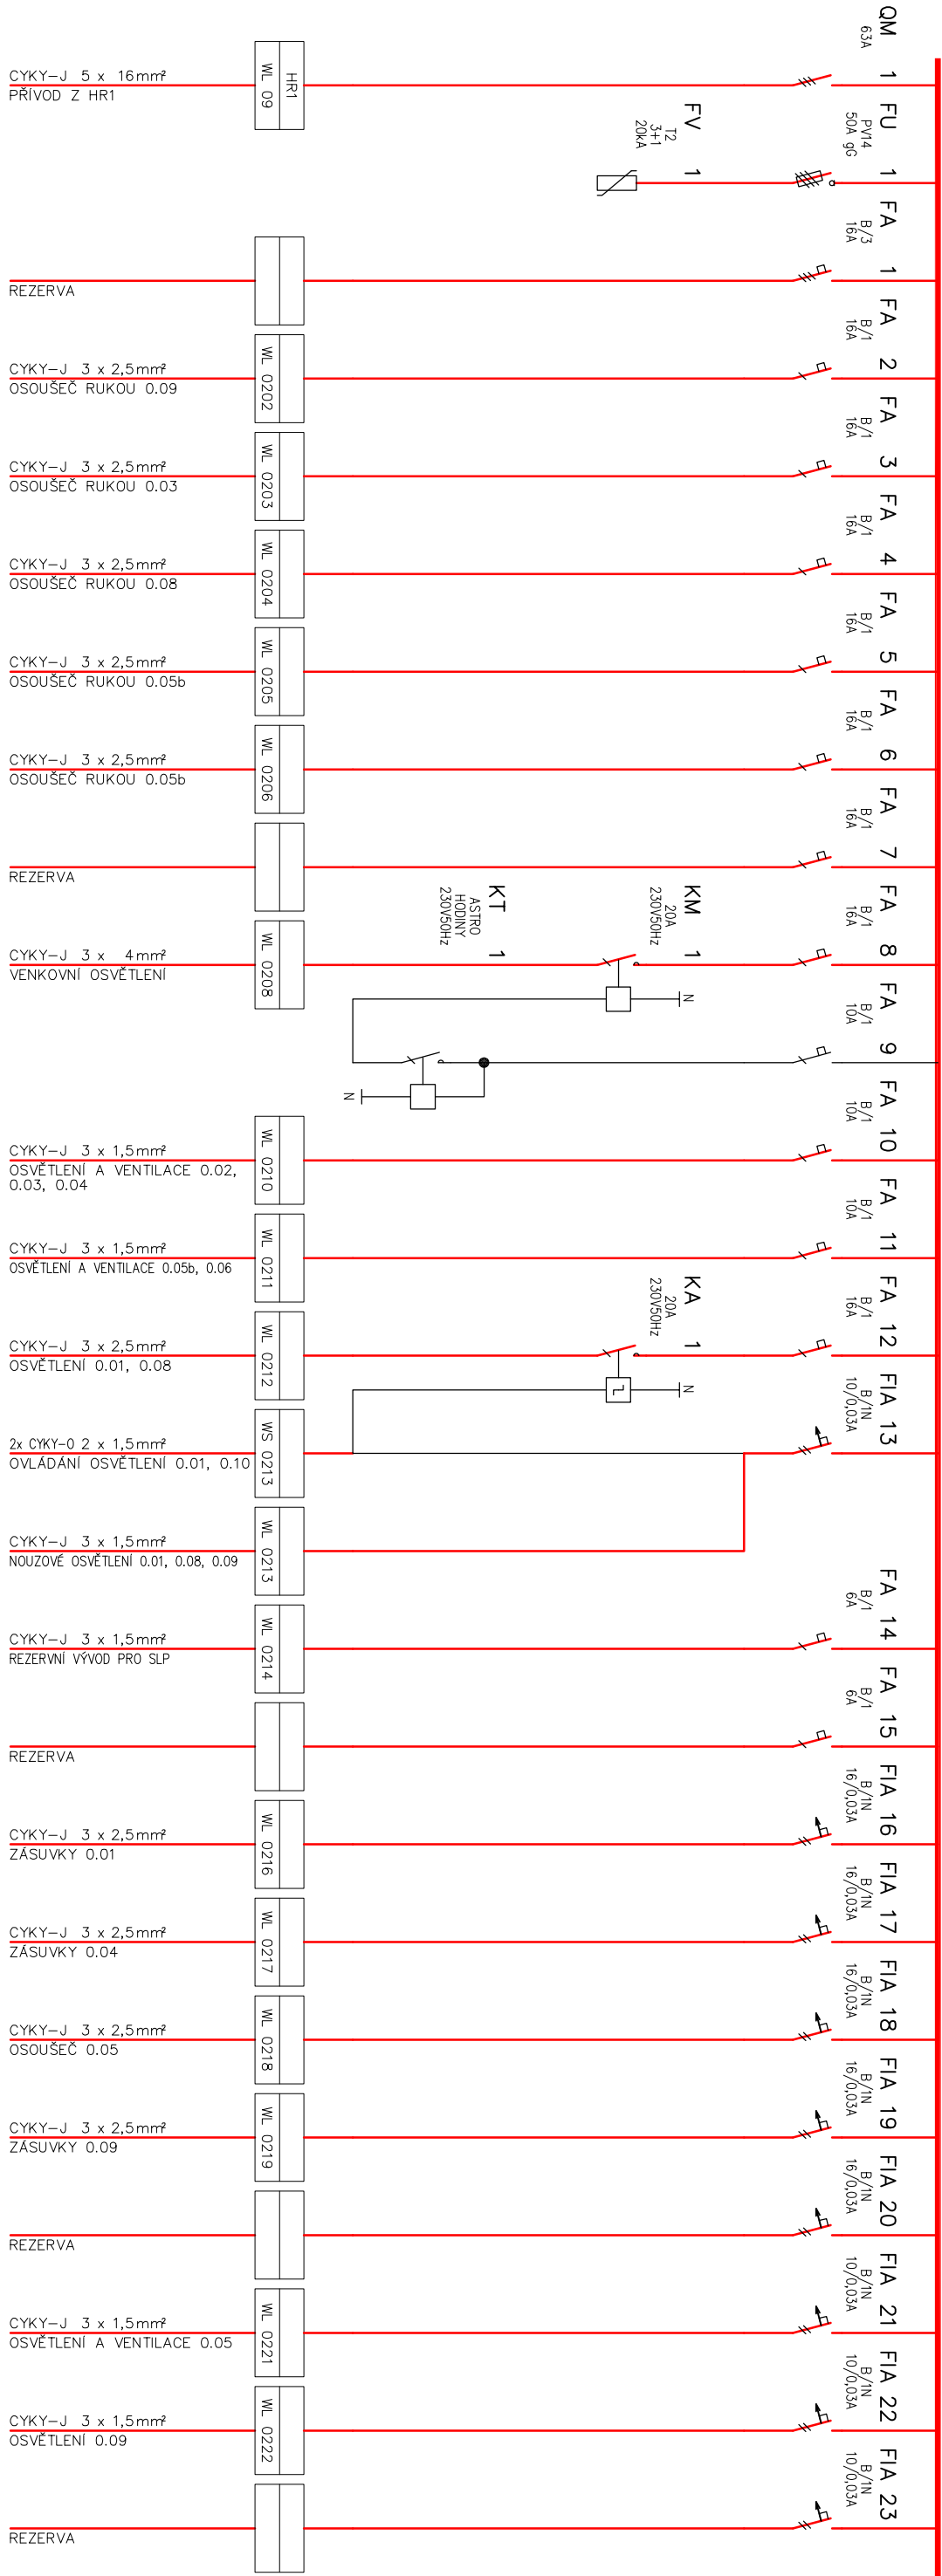 QM 1
63A
HR1
WL 09
CYKY-J 5 x 16mm²
PŘÍVOD Z HR1
FU 1
PV14
50A gG
FV 1
T2
3+1
20kA
FA 1
B/3
16A
REZERVA
FA 2
B/1
16A
WL 0202
CYKY-J 3 x 2,5mm²
OSOUŠEČ RUKOU 0.09
FA 3
B/1
16A
WL 0203
CYKY-J 3 x 2,5mm²
OSOUŠEČ RUKOU 0.03
FA 4
B/1
16A
WL 0204
CYKY-J 3 x 2,5mm²
OSOUŠEČ RUKOU 0.08
FA 5
B/1
16A
WL 0205
CYKY-J 3 x 2,5mm²
OSOUŠEČ RUKOU 0.05b
FA 6
B/1
16A
WL 0206
CYKY-J 3 x 2,5mm²
OSOUŠEČ RUKOU 0.05b
FA 7
B/1
16A
REZERVA
FA 8
B/1
16A
KM 1
20A
230V50Hz
N
WL 0208
CYKY-J 3 x 4mm²
VENKOVNÍ OSVĚTLENÍ
FA 9
B/1
10A
KT 1
ASTRO
HODINY
230V50Hz
N
FA 10
B/1
10A
WL 0210
CYKY-J 3 x 1,5mm²
OSVĚTLENÍ A VENTILACE 0.02,
0.03, 0.04
FA 11
B/1
10A
WL 0211
CYKY-J 3 x 1,5mm²
OSVĚTLENÍ A VENTILACE 0.05b, 0.06
FA 12
B/1
16A
KA 1
20A
230V50Hz
N
WL 0212
CYKY-J 3 x 2,5mm²
OSVĚTLENÍ 0.01, 0.08
FIA 13
B/1N
10/0,03A
WS 0213
2x CYKY-O 2 x 1,5mm²
OVLÁDÁNÍ OSVĚTLENÍ 0.01, 0.10
WL 0213
CYKY-J 3 x 1,5mm²
NOUZOVÉ OSVĚTLENÍ 0.01, 0.08, 0.09
FA 14
B/1
6A
WL 0214
CYKY-J 3 x 1,5mm²
REZERVNÍ VÝVOD PRO SLP
FA 15
B/1
6A
REZERVA
FIA 16
B/1N
16/0,03A
WL 0216
CYKY-J 3 x 2,5mm²
ZÁSUVKY 0.01
FIA 17
B/1N
16/0,03A
WL 0217
CYKY-J 3 x 2,5mm²
ZÁSUVKY 0.04
FIA 18
B/1N
16/0,03A
WL 0218
CYKY-J 3 x 2,5mm²
OSOUŠEČ 0.05
FIA 19
B/1N
16/0,03A
WL 0219
CYKY-J 3 x 2,5mm²
ZÁSUVKY 0.09
FIA 20
B/1N
16/0,03A
REZERVA
FIA 21
B/1N
10/0,03A
WL 0221
CYKY-J 3 x 1,5mm²
OSVĚTLENÍ A VENTILACE 0.05
FIA 22
B/1N
10/0,03A
WL 0222
CYKY-J 3 x 1,5mm²
OSVĚTLENÍ 0.09
FIA 23
B/1N
10/0,03A
REZERVA